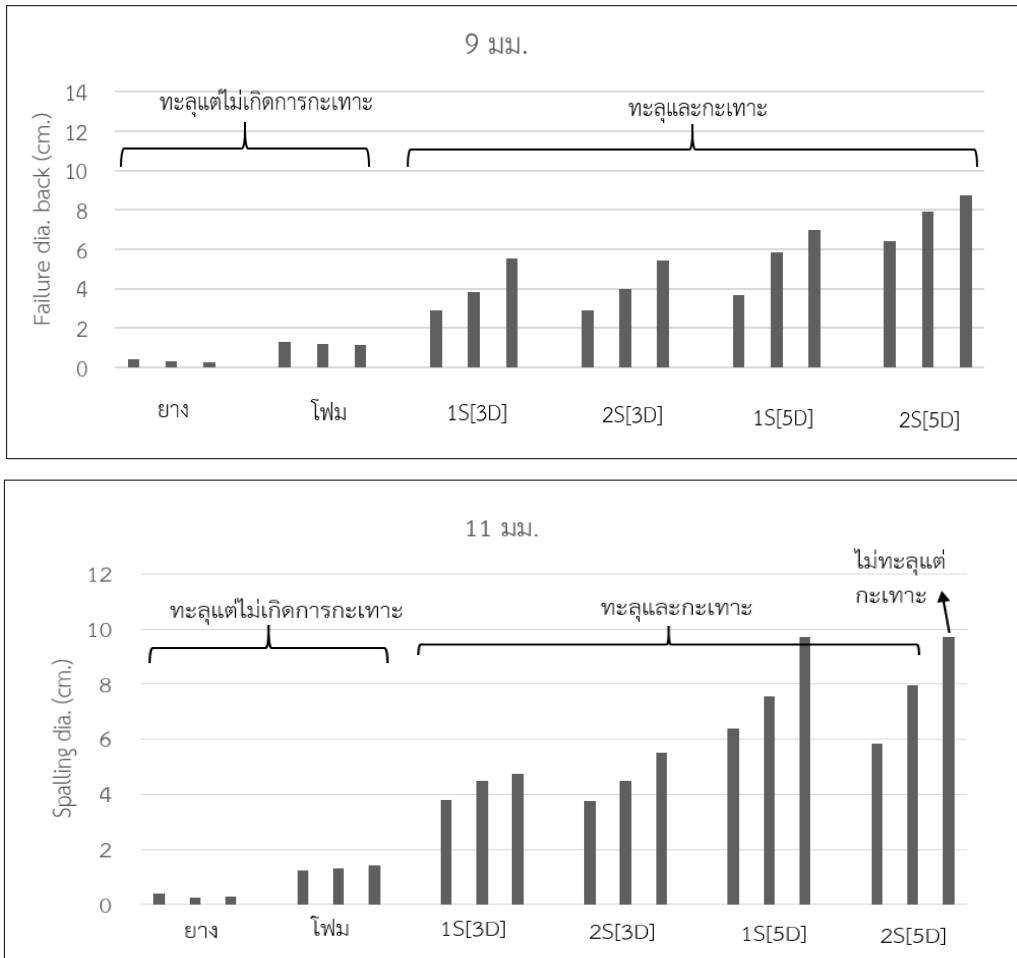 9 มม.
Failure dia. back (cm.)
14
12
10
8
6
4
2
0
ทะลุแต่ไม่เกิดการกะเทาะ
ทะลุและกะเทาะ
ยาง
โฟม
1S[3D]
2S[3D]
1S[5D]
2S[5D]
11 มม.
Spalling dia. (cm.)
12
10
8
6
4
2
0
ทะลุแต่ไม่เกิดการกะเทาะ
ทะลุและกะเทาะ
ไม่ทะลุแต่
กะเทาะ
ยาง
โฟม
1S[3D]
2S[3D]
1S[5D]
2S[5D]